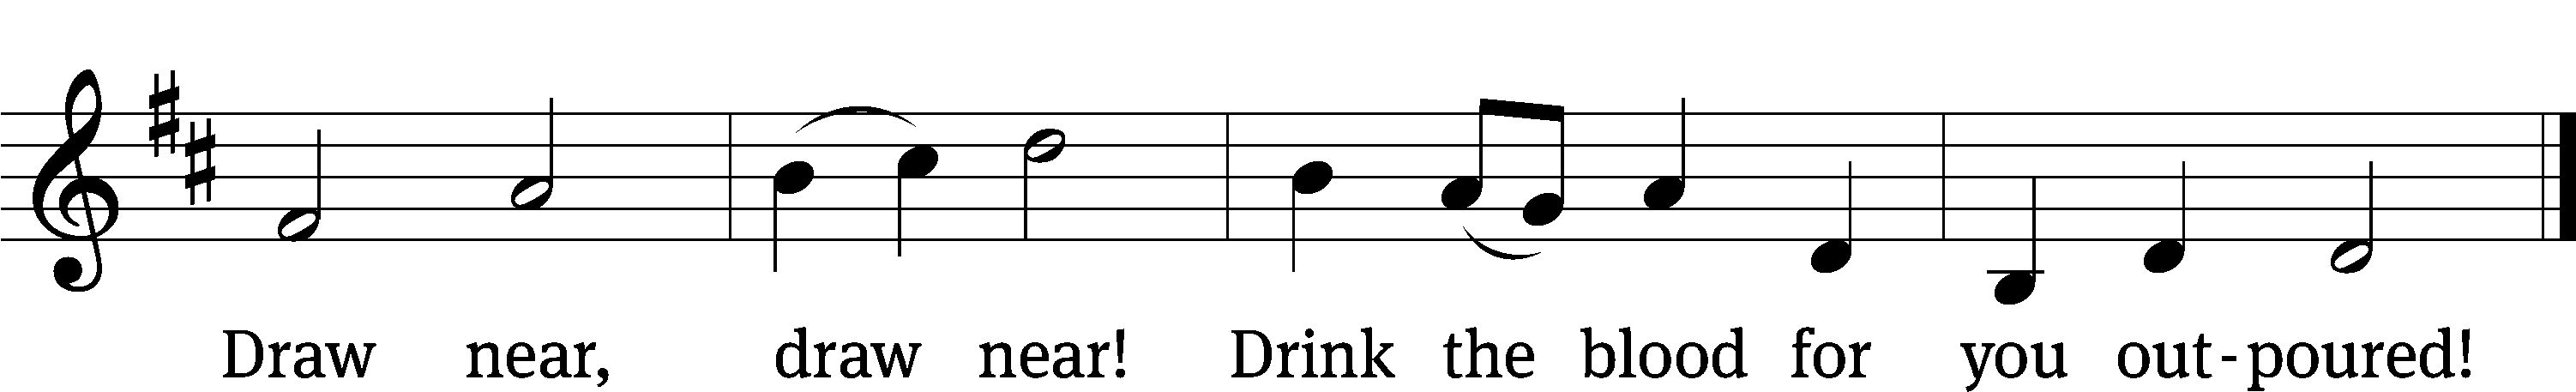 Draw near, draw near! Drink the blood for you out-poured!